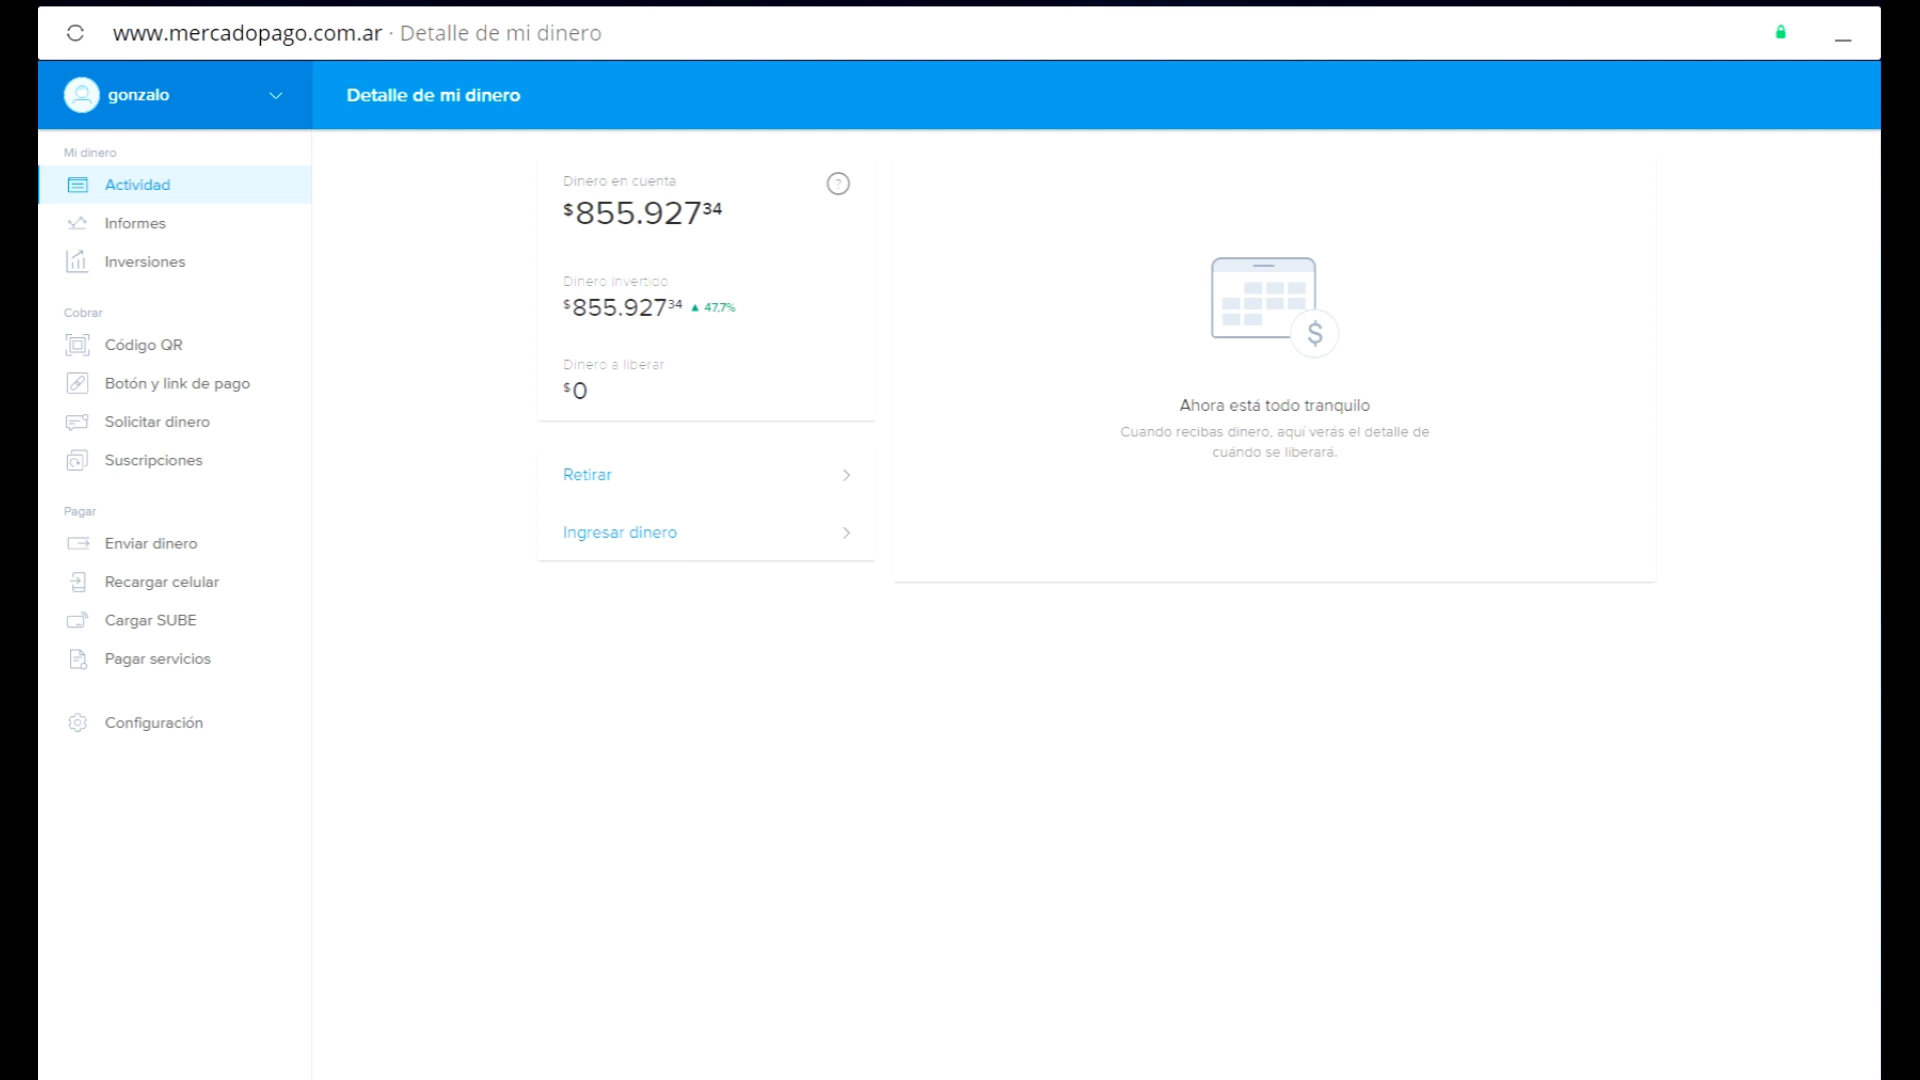 www.mercadopago.com.ar · Detalle de mi dinero
gonzalo
Detalle de mi dinero
Mi dinero
Actividad
Informes
Inversiones
Cobrar
Código QR
Botón y link de pago
Solicitar dinero
Suscripciones
Pagar
Enviar dinero
Recargar celular
Cargar SUBE
Pagar servicios
Configuración
Dinero en cuenta
?
$855.92734
Dinero invertido
$855.92734 ▲ 47,7%
Dinero a liberar
$0
Retirar
Ingresar dinero
$
Ahora está todo tranquilo
Cuando recibas dinero, aquí verás el detalle de
cuándo se liberará.